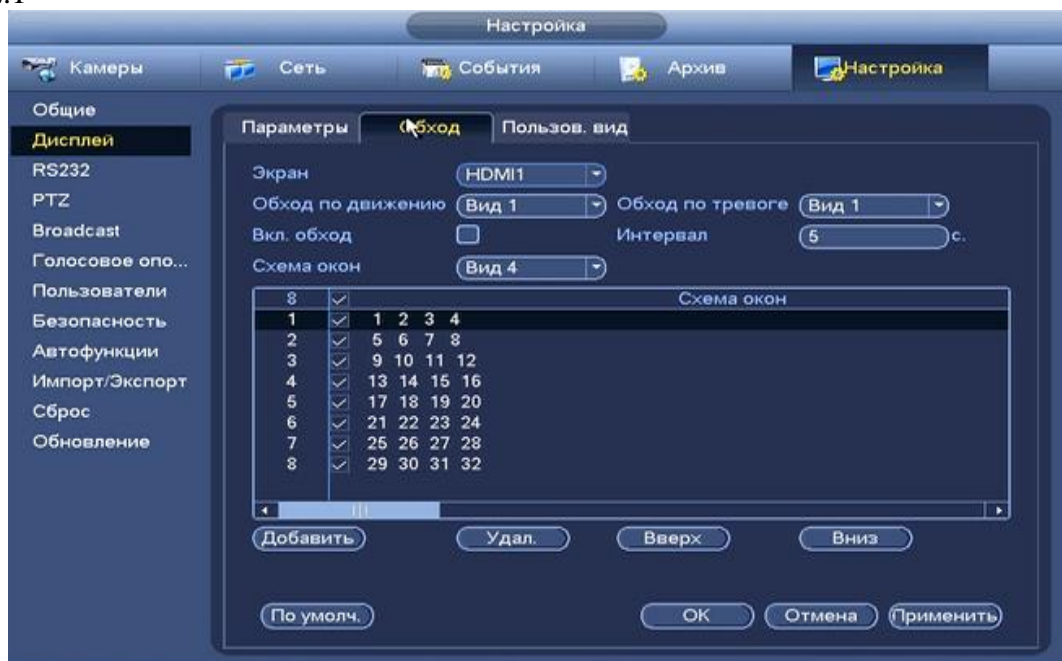 Настройка
Камеры Сеть События Архив Настройка
Общие
Дисплей
RS232
PTZ
Broadcast
Голосовое опо...
Пользователи
Безопасность
Автофункции
Импорт/Экспорт
Сброс
Обновление
Параметры Обход Пользов. вид
Экран HDMI1
Обход по движению Вид 1 Обход по тревоге Вид 1
Вкл. обход Интервал 5 с.
Схема окон Вид 4
8 Схема окон
1 1 2 3 4
2 5 6 7 8
3 9 10 11 12
4 13 14 15 16
5 17 18 19 20
6 21 22 23 24
7 25 26 27 28
8 29 30 31 32
Добавить Удал. Вверх Вниз
По умолч. OK Отмена Применить